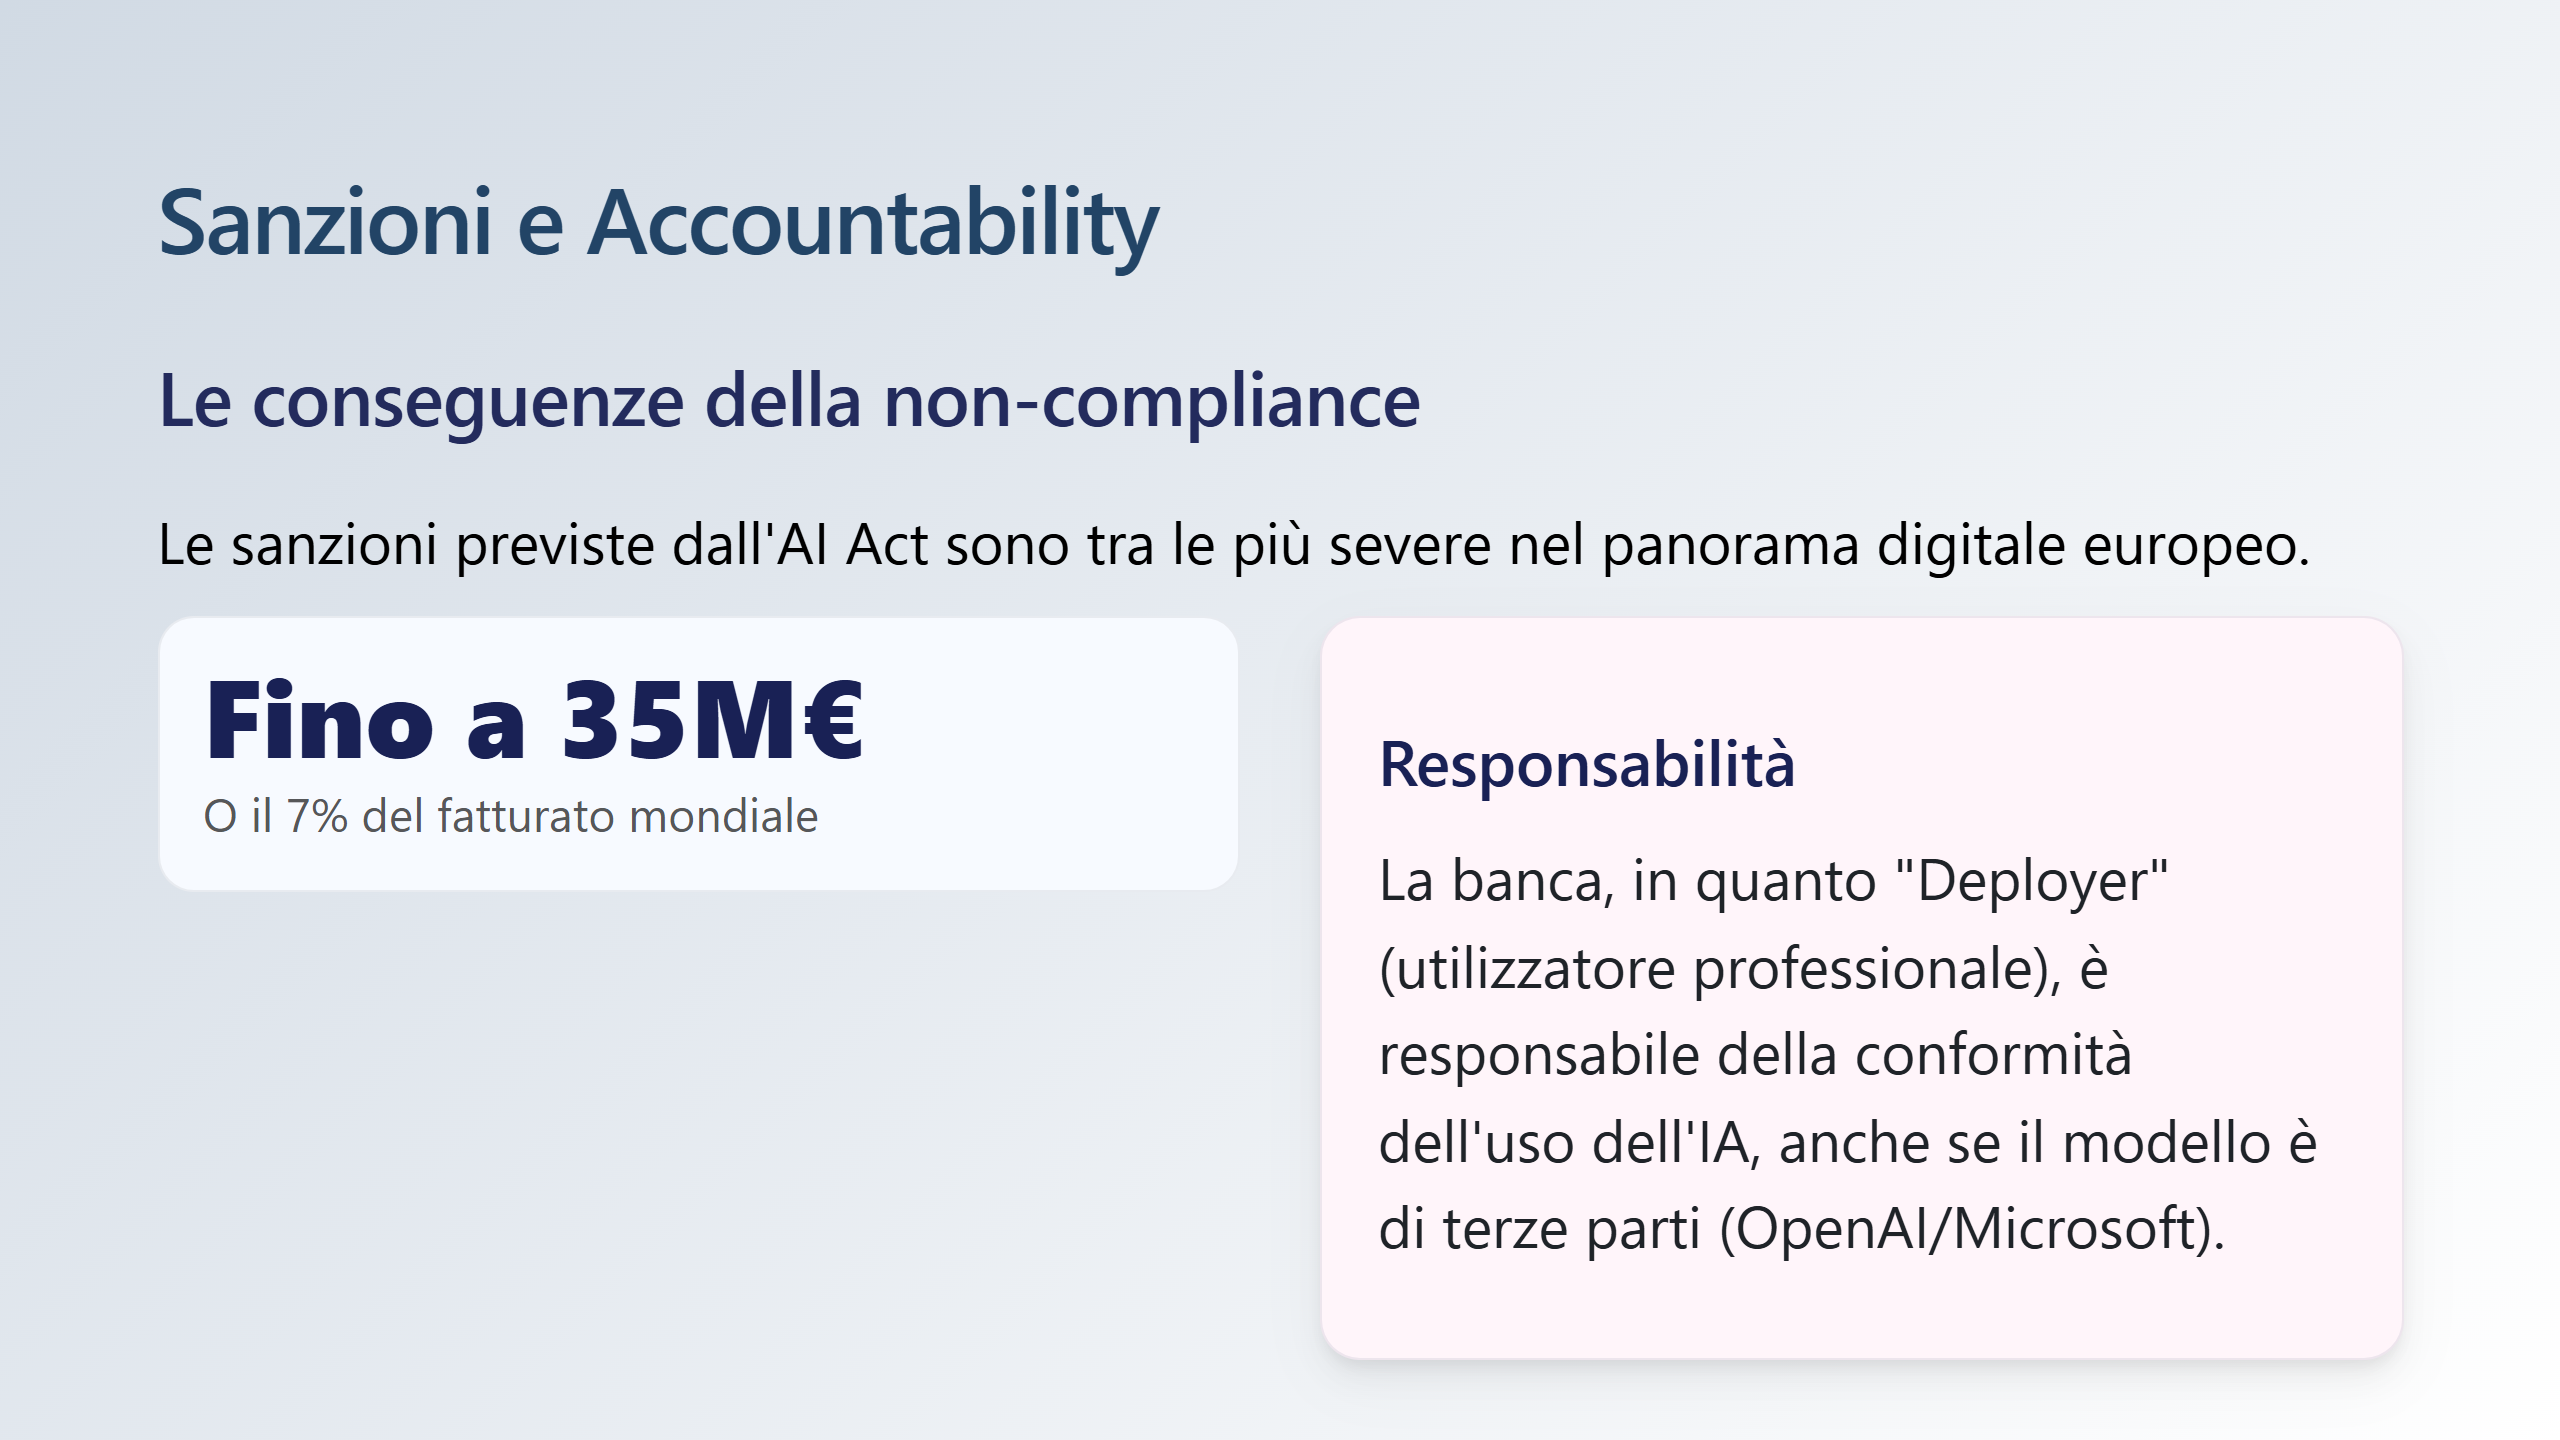 Sanzioni e Accountability
Le conseguenze della non-compliance
Le sanzioni previste dall'AI Act sono tra le più severe nel panorama digitale europeo.
Fino a 35M€
O il 7% del fatturato mondiale
Responsabilità
La banca, in quanto "Deployer"
(utilizzatore professionale), è
responsabile della conformità
dell'uso dell'IA, anche se il modello è
di terze parti (OpenAI/Microsoft).